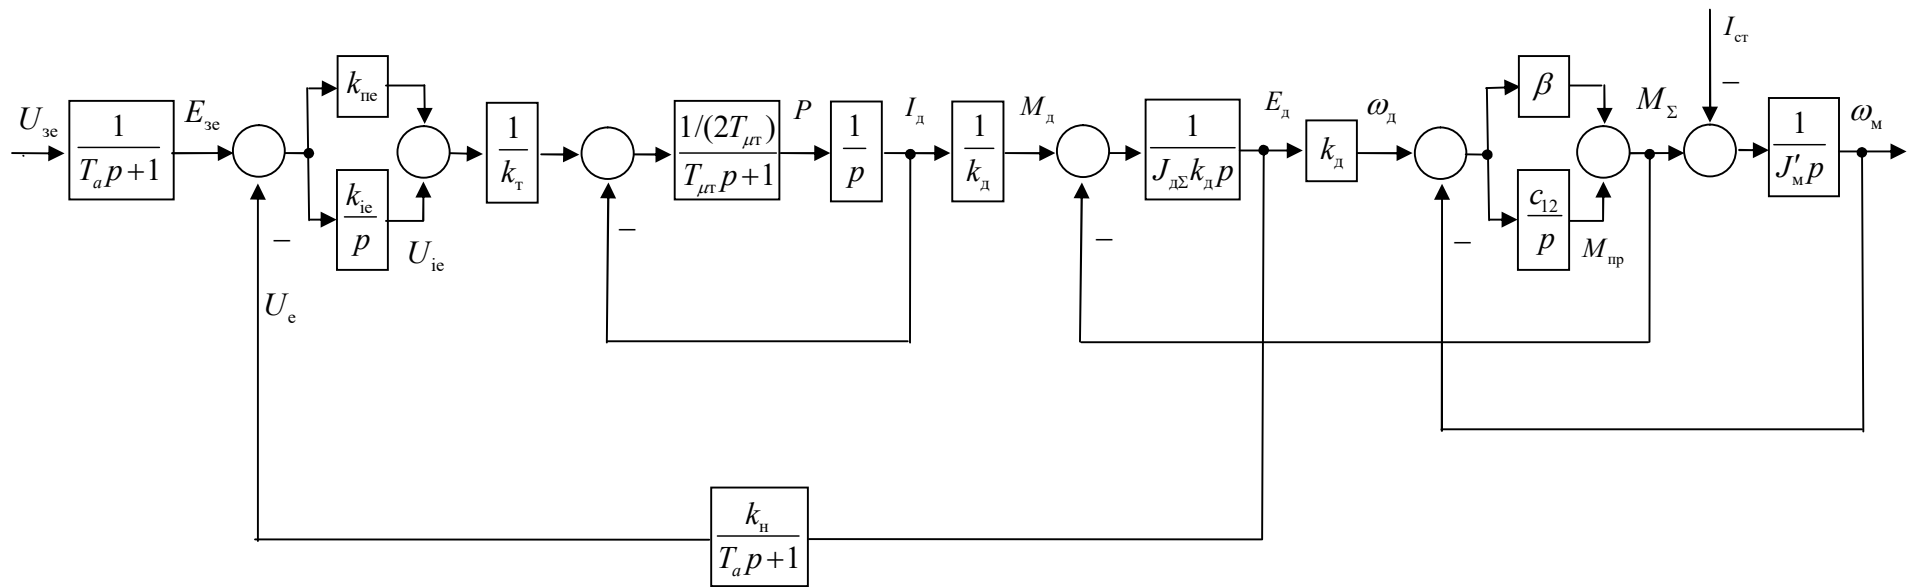 U_зе
1
T_a p+1
E_зе
k_пе
k_ie
p
U_ie
−
U_e
1
k_т
−
1/(2T_μт)
T_μт p+1
P
1
p
I_д
1
k_д
M_д
−
1
J_дΣ k_д p
E_д
k_д
ω_д
−
β
c_12
p
M_пр
M_Σ
I_ст
−
1
J′_м p
ω_м
k_н
T_a p+1